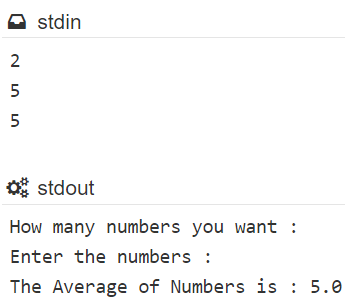 stdin
2
5
5
stdout
How many numbers you want :
Enter the numbers :
The Average of Numbers is : 5.0